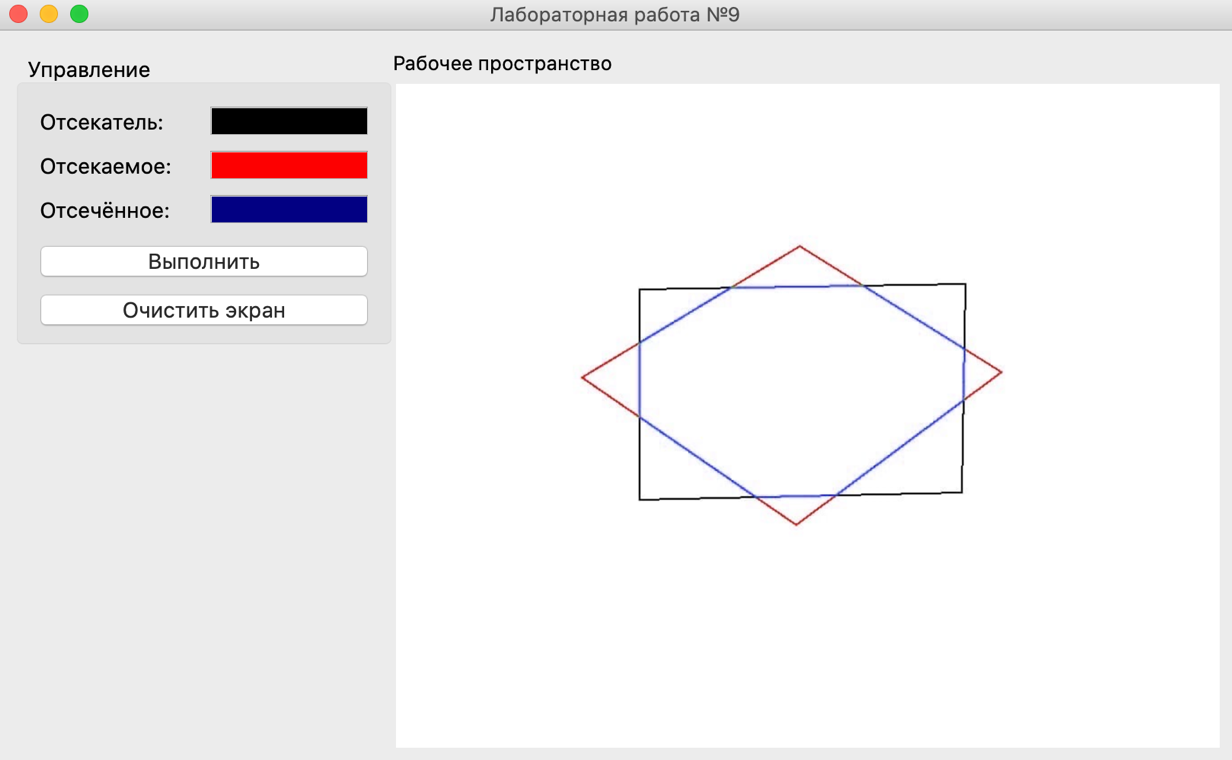 Лабораторная работа №9
Управление
Рабочее пространство
Отсекатель:
Отсекаемое:
Отсечённое:
Выполнить
Очистить экран